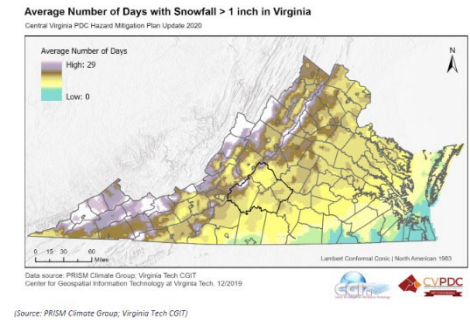 Average Number of Days with Snowfall > 1 inch in Virginia
Central Virginia PDC Hazard Mitigation Plan Update 2020
Average Number of Days
High: 29
Low: 0
N
0 15 30 60
Miles
Lambert Conformal Conic | North American 1983
Data source: PRISM Climate Group; Virginia Tech CGIT
Center for Geospatial Information Technology at Virginia Tech. 12/2019
CGIT
CVPDC
(Source: PRISM Climate Group; Virginia Tech CGIT)